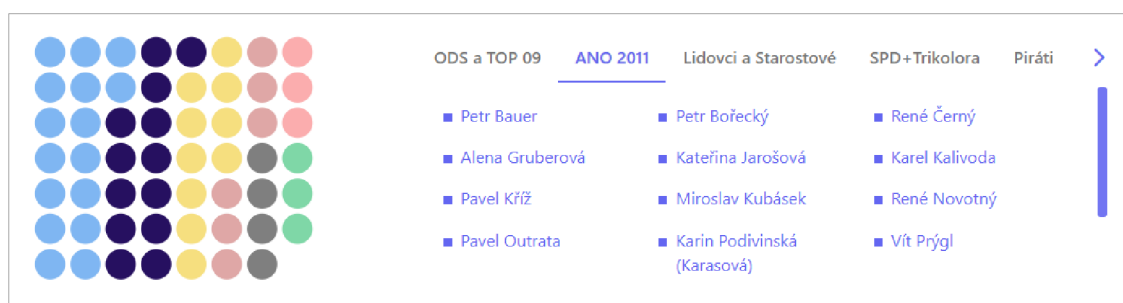 ODS a TOP 09 ANO 2011 Lidovci a Starostové SPD+Trikolora Piráti
Petr Bauer Petr Bořecký René Černý
Alena Gruberová Kateřina Jarošová Karel Kalivoda
Pavel Kříž Miroslav Kubásek René Novotný
Pavel Outrata Karin Podivinská Vít Prýgl
(Karasová)